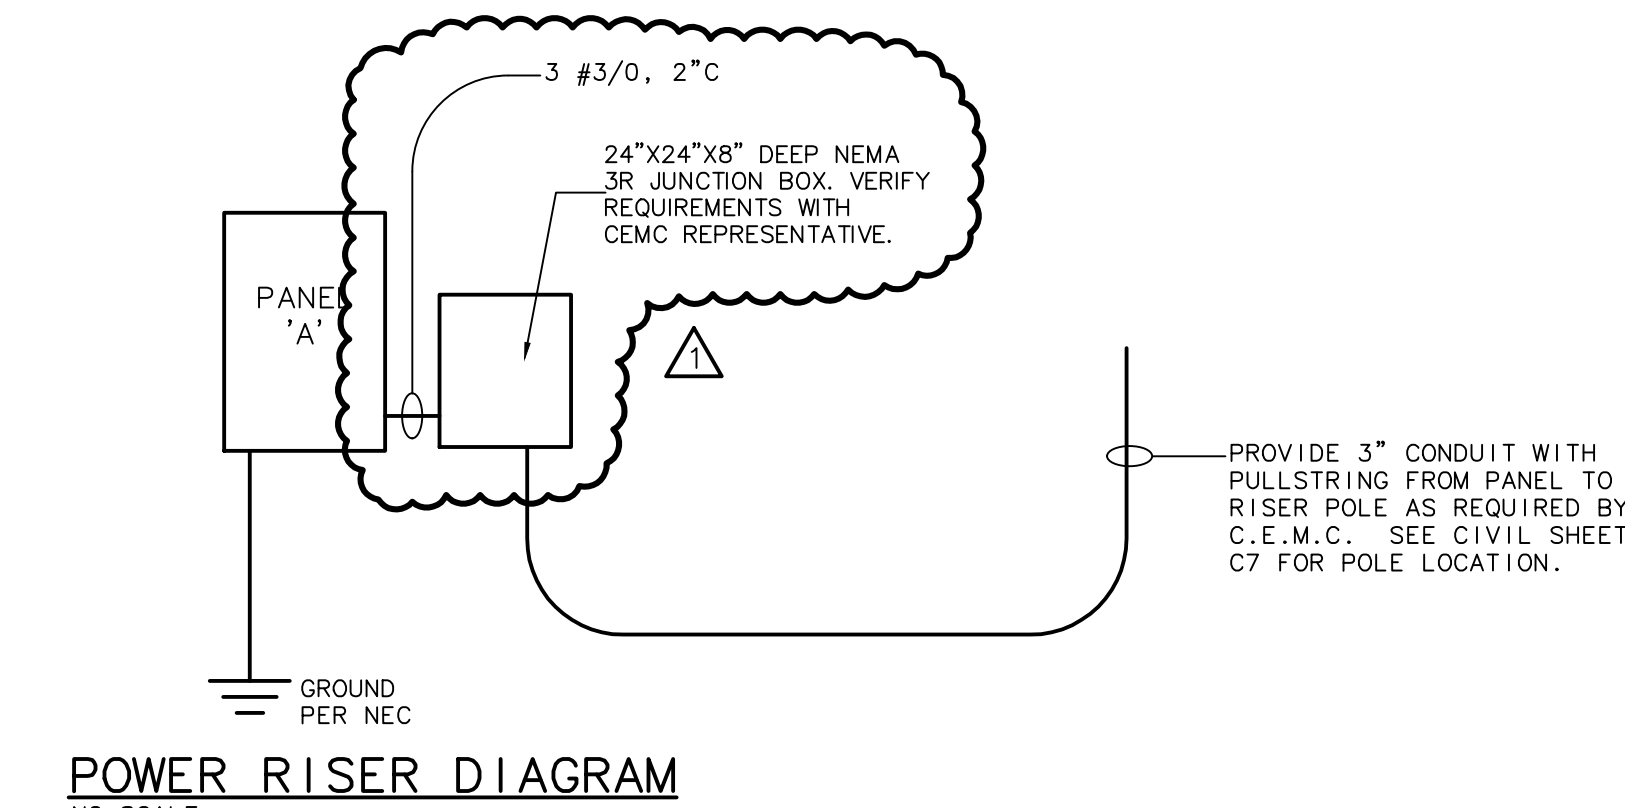 3 #3/0, 2"C
24"X24"X8" DEEP NEMA
3R JUNCTION BOX. VERIFY
REQUIREMENTS WITH
CEMC REPRESENTATIVE.
PANEL
'A'
1
PROVIDE 3" CONDUIT WITH
PULLSTRING FROM PANEL TO
RISER POLE AS REQUIRED BY
C.E.M.C. SEE CIVIL SHEET
C7 FOR POLE LOCATION.
GROUND
PER NEC
POWER RISER DIAGRAM
NO SCALE